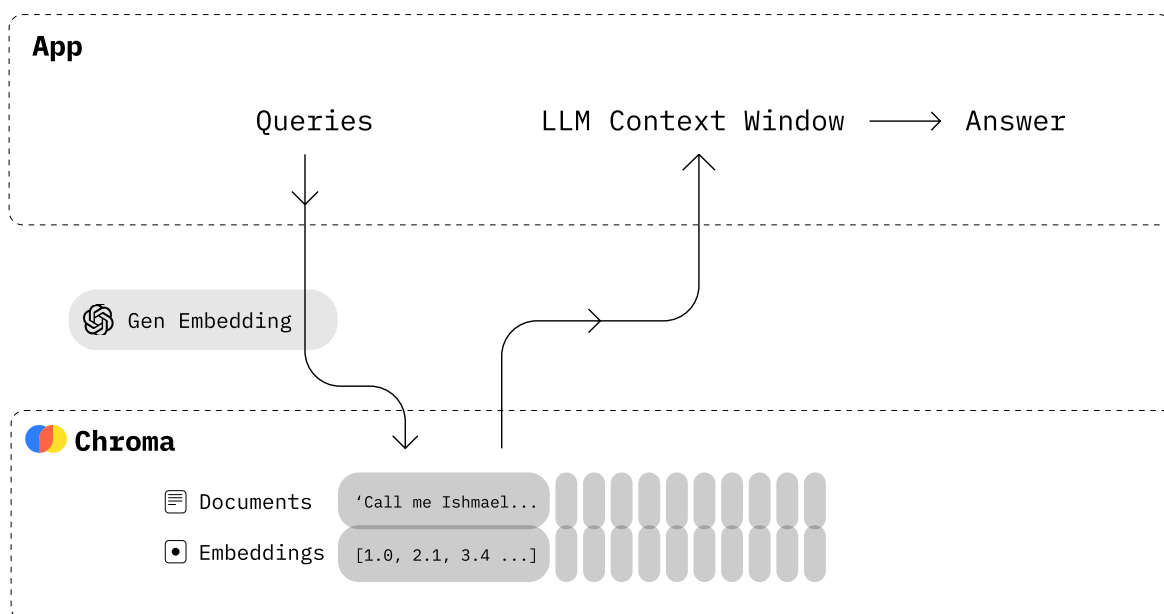 App
Queries
LLM Context Window
Answer
Gen Embedding
Chroma
Documents
‘Call me Ishmael...
Embeddings
[1.0, 2.1, 3.4 ...]